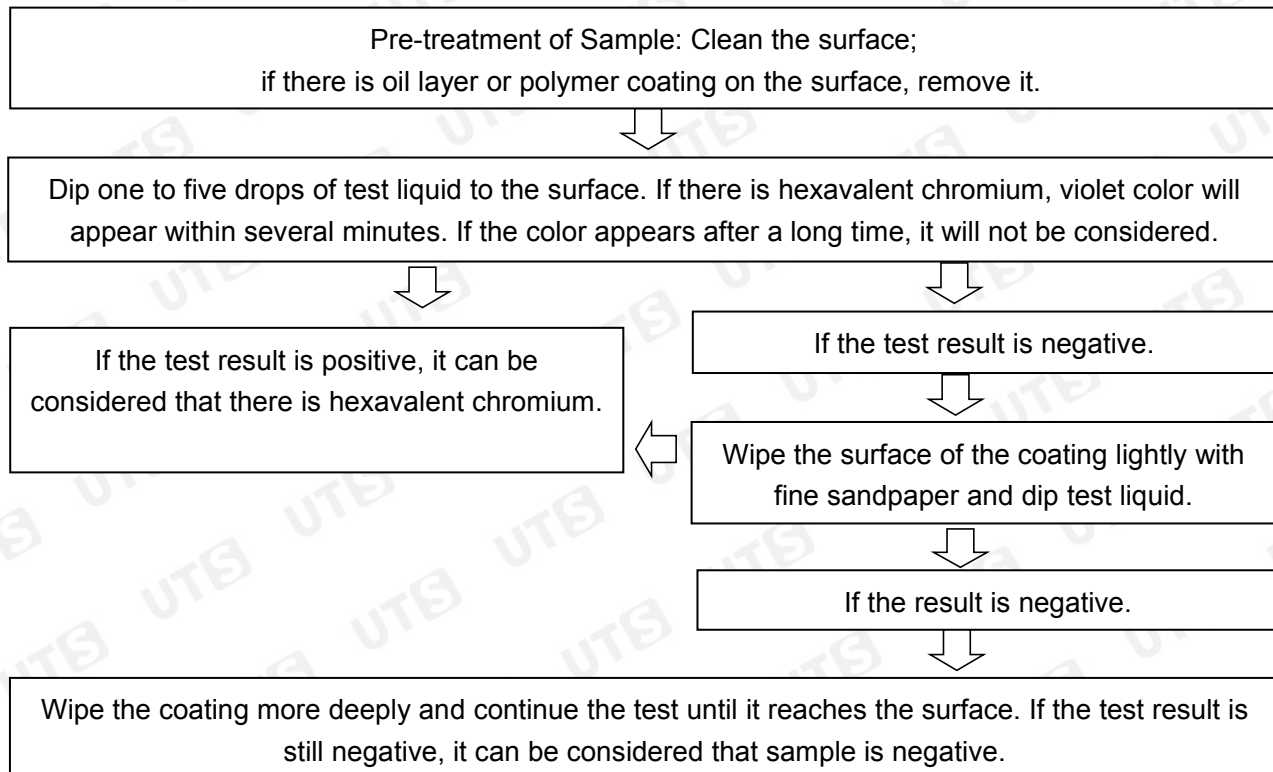 Pre-treatment of Sample: Clean the surface;
if there is oil layer or polymer coating on the surface, remove it.
Dip one to five drops of test liquid to the surface. If there is hexavalent chromium, violet color will
appear within several minutes. If the color appears after a long time, it will not be considered.
If the test result is positive, it can be
considered that there is hexavalent chromium.
If the test result is negative.
Wipe the surface of the coating lightly with
fine sandpaper and dip test liquid.
If the result is negative.
Wipe the coating more deeply and continue the test until it reaches the surface. If the test result is
still negative, it can be considered that sample is negative.